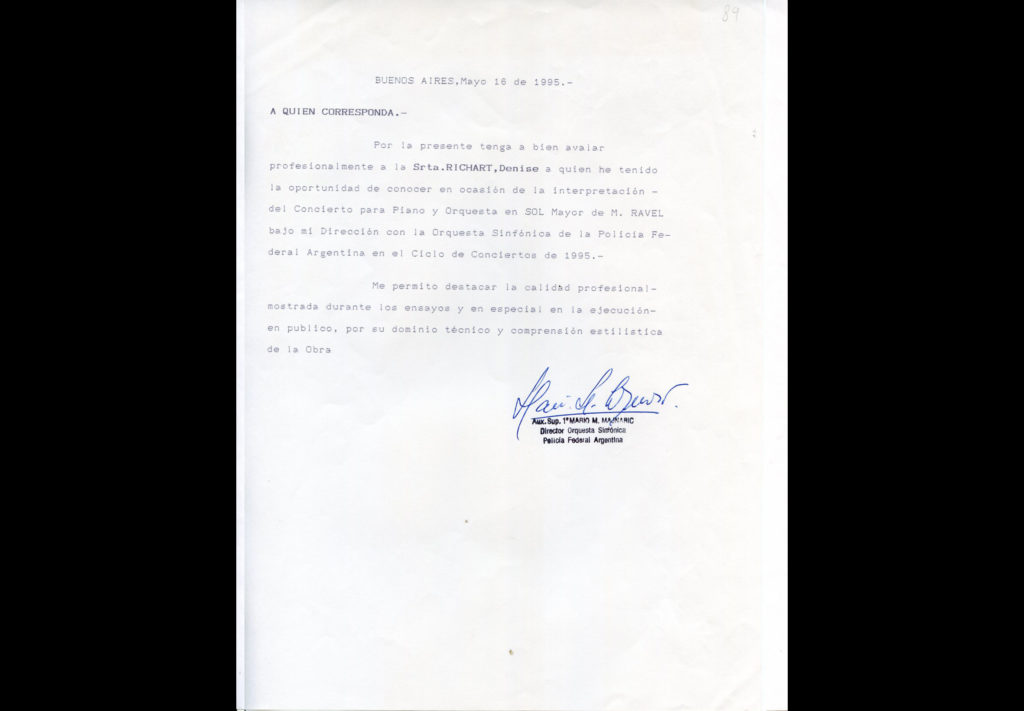 89
BUENOS AIRES,Mayo 16 de 1995.-
A QUIEN CORRESPONDA.-
Por la presente tenga a bien avalar
profesionalmente a la Srta.RICHART,Denise a quien he tenido
la oportunidad de conocer en ocasión de la interpretación -
del Concierto para Piano y Orquesta en SOL Mayor de M. RAVEL
bajo mi Dirección con la Orquesta Sinfónica de la Policia Fe-
deral Argentina en el Ciclo de Conciertos de 1995.-
Me permito destacar la calidad profesional-
mostrada durante los ensayos y en especial en la ejecución-
en publico, por su dominio técnico y comprensión estilistica
de la Obra
Aux. Sup. 1ª MARIO M.
Director Orquesta Sinfónica
Policia Federal Argentina